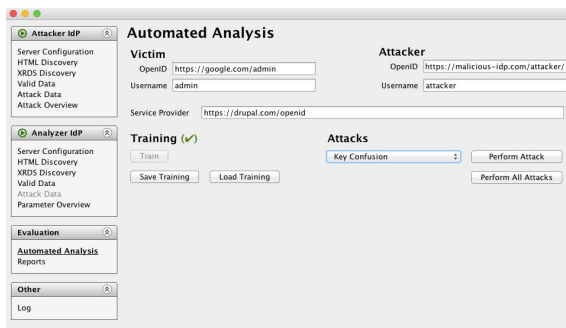 Attacker IdP
Server Configuration
HTML Discovery
XRDS Discovery
Valid Data
Attack Data
Attack Overview
Analyzer IdP
Server Configuration
HTML Discovery
XRDS Discovery
Valid Data
Attack Data
Parameter Overview
Evaluation
Automated Analysis
Reports
Other
Log
Automated Analysis
Victim
OpenID https://google.com/admin
Username admin
Attacker
OpenID https://malicious-idp.com/attacker/
Username attacker
Service Provider https://drupal.com/openid
Training (✔)
Train
Save Training Load Training
Attacks
Key Confusion Perform Attack
Perform All Attacks